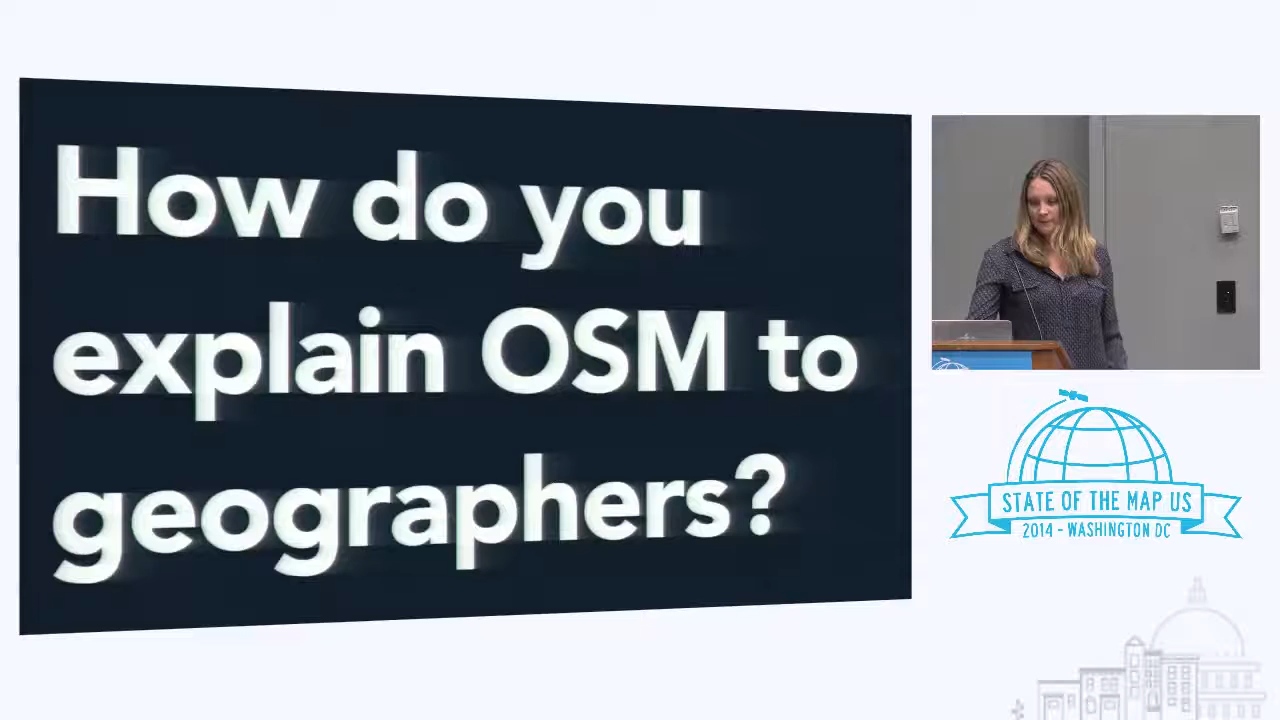 How do you
explain OSM to
geographers?
STATE OF THE MAP US
2014 - WASHINGTON DC